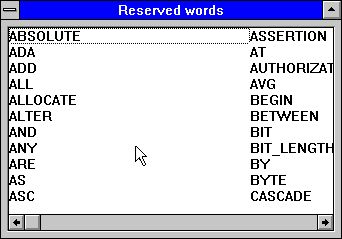 Reserved words
ABSOLUTE
ADA
ADD
ALL
ALLOCATE
ALTER
AND
ANY
ARE
AS
ASC
ASSERTION
AT
AUTHORIZAT
AVG
BEGIN
BETWEEN
BIT
BIT_LENGTH
BY
BYTE
CASCADE